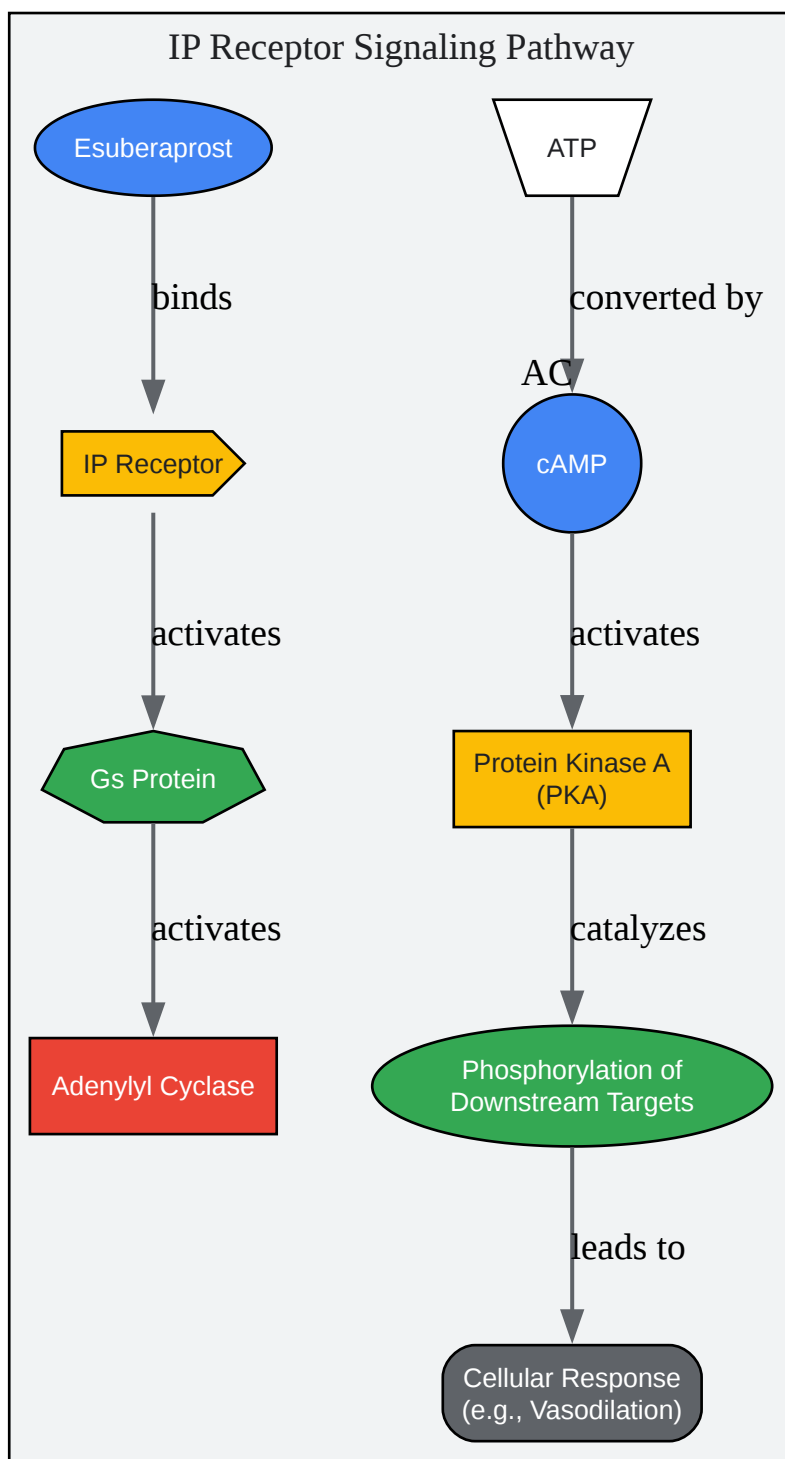 IP Receptor Signaling Pathway
Esuberaprost
binds
IP Receptor
activates
Gs Protein
activates
Adenylyl Cyclase
ATP
converted by
AC
cAMP
activates
Protein Kinase A
(PKA)
catalyzes
Phosphorylation of
Downstream Targets
leads to
Cellular Response
(e.g., Vasodilation)